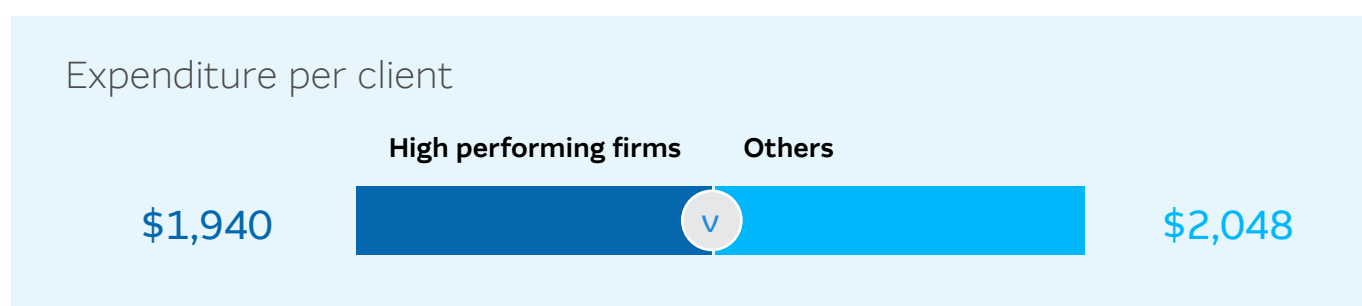 Expenditure per client
High performing firms Others
$1,940 v $2,048